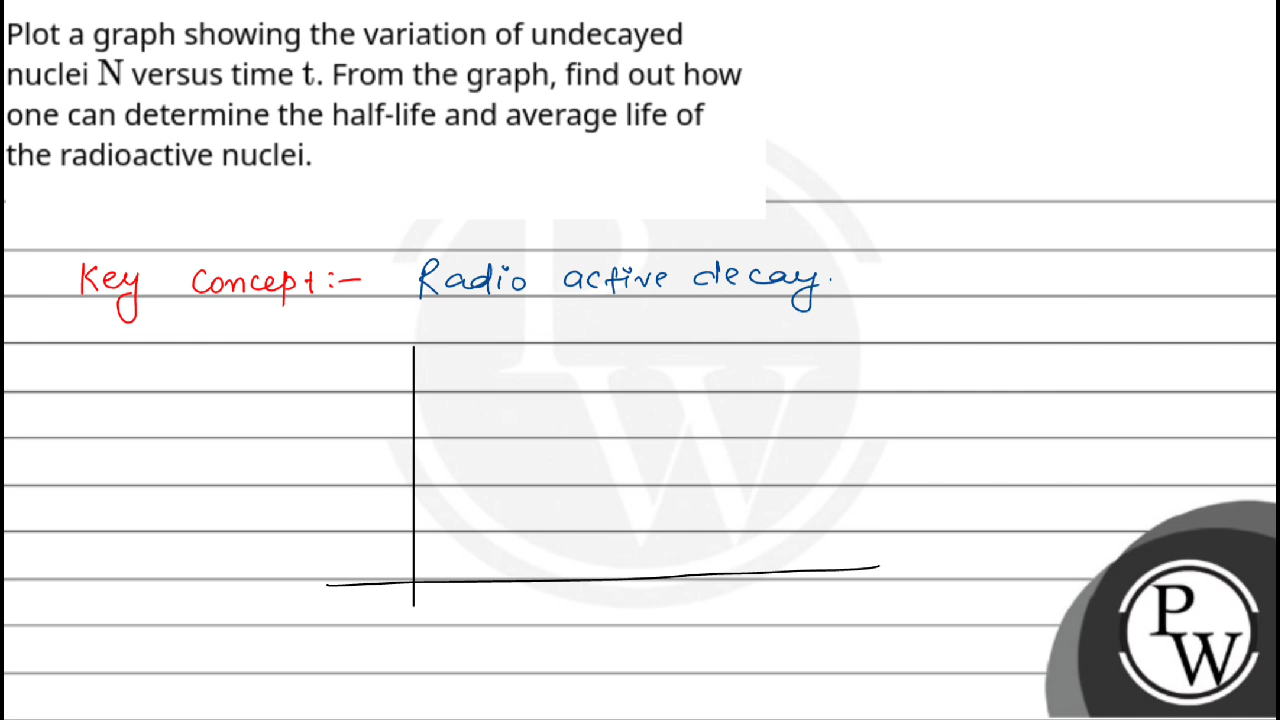 Plot a graph showing the variation of undecayed
nuclei N versus time t. From the graph, find out how
one can determine the half-life and average life of
the radioactive nuclei.
Key Concept:- Radio active decay.
P
W
P
W